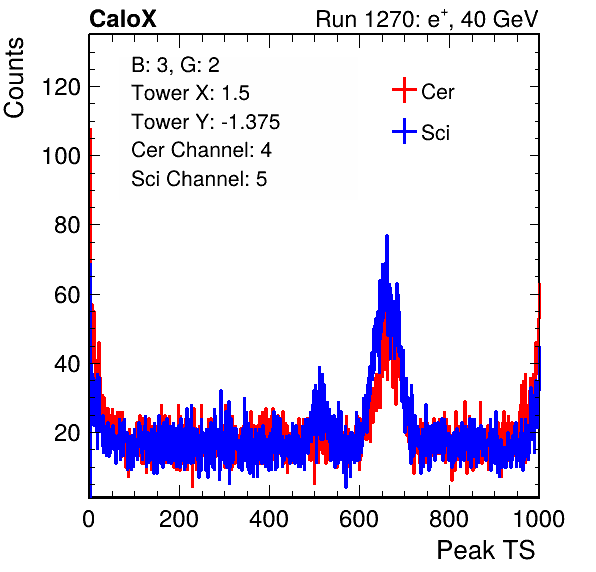 CaloX
Run 1270: e⁺, 40 GeV
Counts
B: 3, G: 2
Tower X: 1.5
Tower Y: -1.375
Cer Channel: 4
Sci Channel: 5
Cer
Sci
120
100
80
60
40
20
0 200 400 600 800 1000
Peak TS